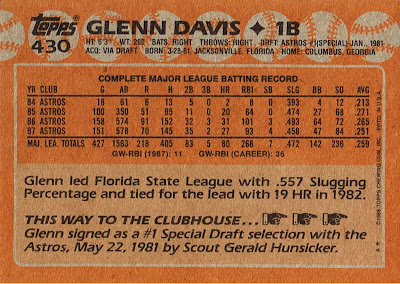 TOPPS
430
GLENN DAVIS ✦ 1B
HT: 6'3" WT: 200 BATS: RIGHT THROWS: RIGHT DRAFT: ASTROS #1(SPECIAL)-JAN., 1981
ACQ: VIA DRAFT BORN: 3-28-61, JACKSONVILLE, FLORIDA HOME: COLUMBUS, GEORGIA
COMPLETE MAJOR LEAGUE BATTING RECORD
YR CLUB G AB R H 2B 3B HR RBI SB SLG BB SO AVG
84 ASTROS 18 61 6 13 5 0 2 8 0 .393 4 12 .213
85 ASTROS 100 350 51 95 11 0 20 64 0 .474 27 68 .271
86 ASTROS 158 574 91 152 32 3 31 101 3 .493 64 72 .265
87 ASTROS 151 578 70 145 35 2 27 93 4 .458 47 84 .251
MAJ. LEA. TOTALS 427 1563 218 405 83 5 80 266 7 .472 142 236 .259
GW-RBI (1987): 11 GW-RBI (CAREER): 36
Glenn led Florida State League with .557 Slugging
Percentage and tied for the lead with 19 HR in 1982.
THIS WAY TO THE CLUBHOUSE...
Glenn signed as a #1 Special Draft selection with the
Astros, May 22, 1981 by Scout Gerald Hunsicker.
© 1988 TOPPS CHEWING GUM, INC. PRTD. IN U.S.A.
**